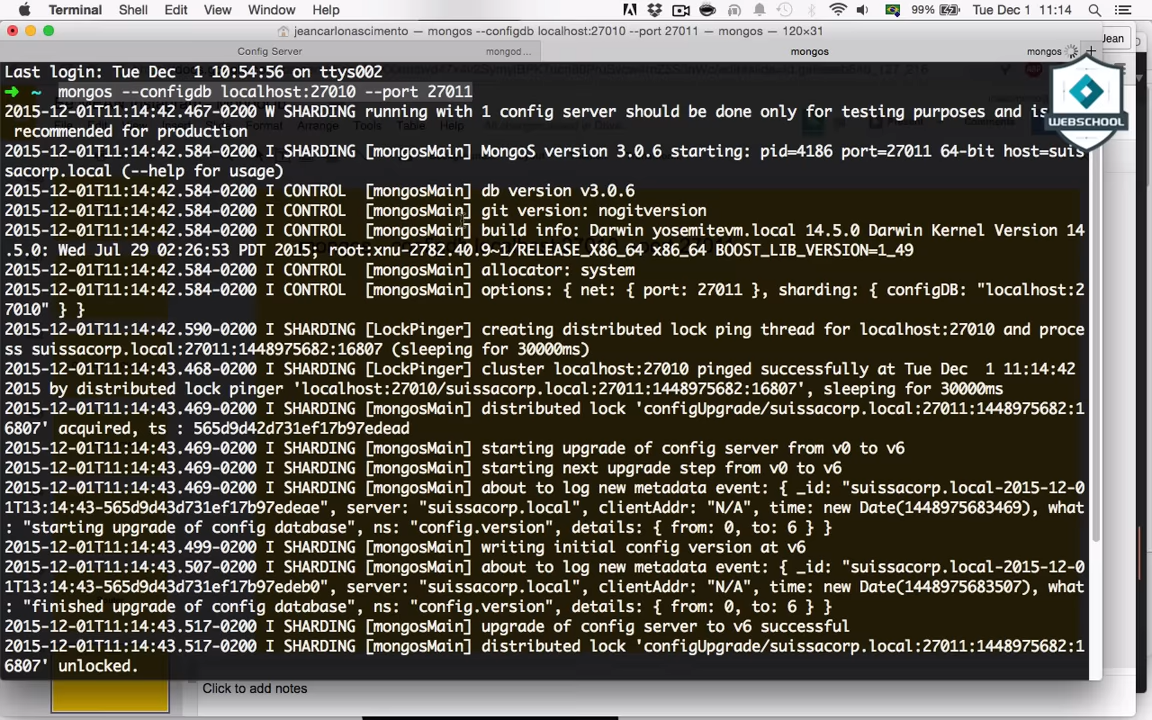 Terminal Shell Edit View Window Help 99% Tue Dec 1 11:14
jeancarlonascimento — mongos --configdb localhost:27010 --port 27011 — mongos — 120×31
Jean
Config Server mongod... mongos mongos
Last login: Tue Dec 1 10:54:56 on ttys002
➜ ~ mongos --configdb localhost:27010 --port 27011
2015-12-01T11:14:42.467-0200 W SHARDING running with 1 config server should be done only for testing purposes and is
recommended for production
2015-12-01T11:14:42.584-0200 I SHARDING [mongosMain] MongoS version 3.0.6 starting: pid=4186 port=27011 64-bit host=suis
sacorp.local (--help for usage)
2015-12-01T11:14:42.584-0200 I CONTROL [mongosMain] db version v3.0.6
2015-12-01T11:14:42.584-0200 I CONTROL [mongosMain] git version: nogitversion
2015-12-01T11:14:42.584-0200 I CONTROL [mongosMain] build info: Darwin yosemitevm.local 14.5.0 Darwin Kernel Version 14
.5.0: Wed Jul 29 02:26:53 PDT 2015; root:xnu-2782.40.9~1/RELEASE_X86_64 x86_64 BOOST_LIB_VERSION=1_49
2015-12-01T11:14:42.584-0200 I CONTROL [mongosMain] allocator: system
2015-12-01T11:14:42.584-0200 I CONTROL [mongosMain] options: { net: { port: 27011 }, sharding: { configDB: "localhost:2
7010" } }
2015-12-01T11:14:42.590-0200 I SHARDING [LockPinger] creating distributed lock ping thread for localhost:27010 and proce
ss suissacorp.local:27011:1448975682:16807 (sleeping for 30000ms)
2015-12-01T11:14:43.468-0200 I SHARDING [LockPinger] cluster localhost:27010 pinged successfully at Tue Dec 1 11:14:42
2015 by distributed lock pinger 'localhost:27010/suissacorp.local:27011:1448975682:16807', sleeping for 30000ms
2015-12-01T11:14:43.469-0200 I SHARDING [mongosMain] distributed lock 'configUpgrade/suissacorp.local:27011:1448975682:1
6807' acquired, ts : 565d9d42d731ef17b97edead
2015-12-01T11:14:43.469-0200 I SHARDING [mongosMain] starting upgrade of config server from v0 to v6
2015-12-01T11:14:43.469-0200 I SHARDING [mongosMain] starting next upgrade step from v0 to v6
2015-12-01T11:14:43.469-0200 I SHARDING [mongosMain] about to log new metadata event: { _id: "suissacorp.local-2015-12-0
1T13:14:43-565d9d43d731ef17b97edeae", server: "suissacorp.local", clientAddr: "N/A", time: new Date(1448975683469), what
: "starting upgrade of config database", ns: "config.version", details: { from: 0, to: 6 } }
2015-12-01T11:14:43.499-0200 I SHARDING [mongosMain] writing initial config version at v6
2015-12-01T11:14:43.507-0200 I SHARDING [mongosMain] about to log new metadata event: { _id: "suissacorp.local-2015-12-0
1T13:14:43-565d9d43d731ef17b97edeb0", server: "suissacorp.local", clientAddr: "N/A", time: new Date(1448975683507), what
: "finished upgrade of config database", ns: "config.version", details: { from: 0, to: 6 } }
2015-12-01T11:14:43.517-0200 I SHARDING [mongosMain] upgrade of config server to v6 successful
2015-12-01T11:14:43.517-0200 I SHARDING [mongosMain] distributed lock 'configUpgrade/suissacorp.local:27011:1448975682:1
6807' unlocked.
WEBSCHOOL
Click to add notes